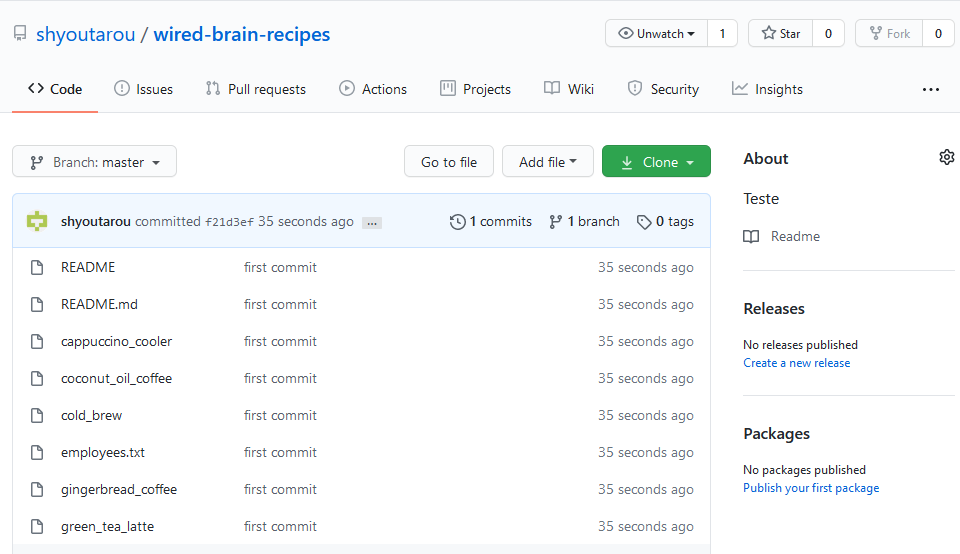 shyoutarou / wired-brain-recipes
Unwatch 1 Star 0 Fork 0
Code Issues Pull requests Actions Projects Wiki Security Insights ...
Branch: master Go to file Add file Clone
shyoutarou committed f21d3ef 35 seconds ago ... 1 commits 1 branch 0 tags
README first commit 35 seconds ago
README.md first commit 35 seconds ago
cappuccino_cooler first commit 35 seconds ago
coconut_oil_coffee first commit 35 seconds ago
cold_brew first commit 35 seconds ago
employees.txt first commit 35 seconds ago
gingerbread_coffee first commit 35 seconds ago
green_tea_latte first commit 35 seconds ago
About
Teste
Readme
Releases
No releases published
Create a new release
Packages
No packages published
Publish your first package